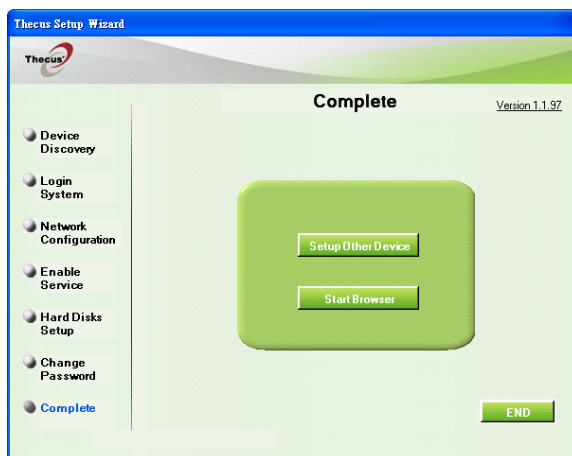 Thecus Setup Wizard
Thecus
Complete
Version 1.1.97
Device
Discovery
Login
System
Network
Configuration
Enable
Service
Hard Disks
Setup
Change
Password
Complete
Setup Other Device
Start Browser
END